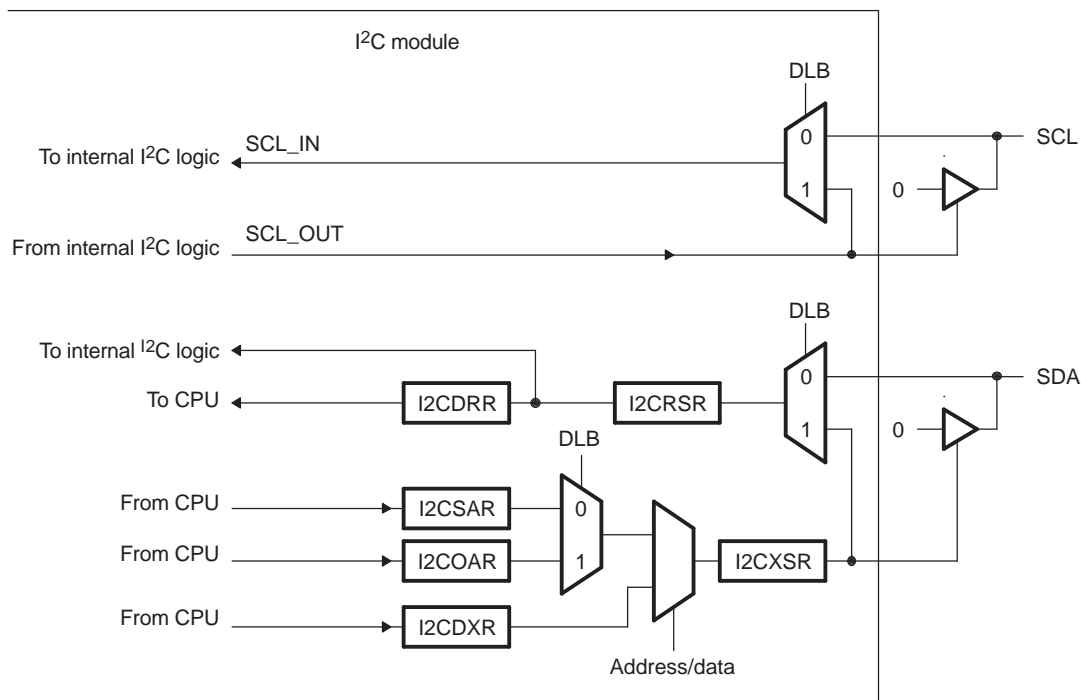 I²C module
DLB
0
SCL
To internal I²C logic
SCL_IN
1
0
From internal I²C logic
SCL_OUT
DLB
To internal I²C logic
0
SDA
To CPU
I2CDRR
I2CRSR
1
0
DLB
From CPU
I2CSAR
0
From CPU
I2COAR
1
I2CXSR
From CPU
I2CDXR
Address/data